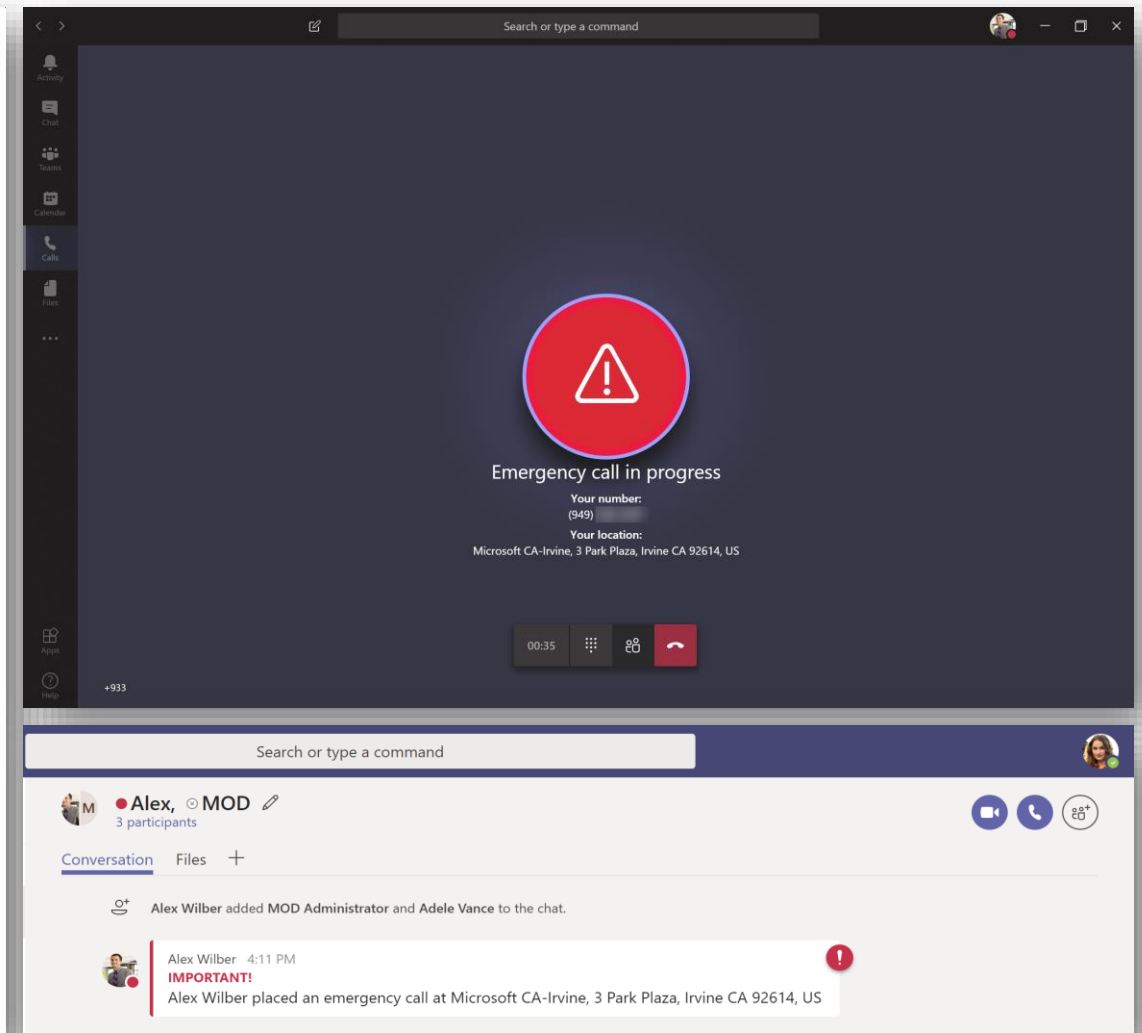 Search or type a command
Activity
Chat
Teams
Calendar
Calls
Files
Emergency call in progress
Your number:
(949)
Your location:
Microsoft CA-Irvine, 3 Park Plaza, Irvine CA 92614, US
00:35
Apps
Help
+933
Search or type a command
M
Alex, MOD
3 participants
Conversation Files
Alex Wilber added MOD Administrator and Adele Vance to the chat.
Alex Wilber 4:11 PM
IMPORTANT!
Alex Wilber placed an emergency call at Microsoft CA-Irvine, 3 Park Plaza, Irvine CA 92614, US